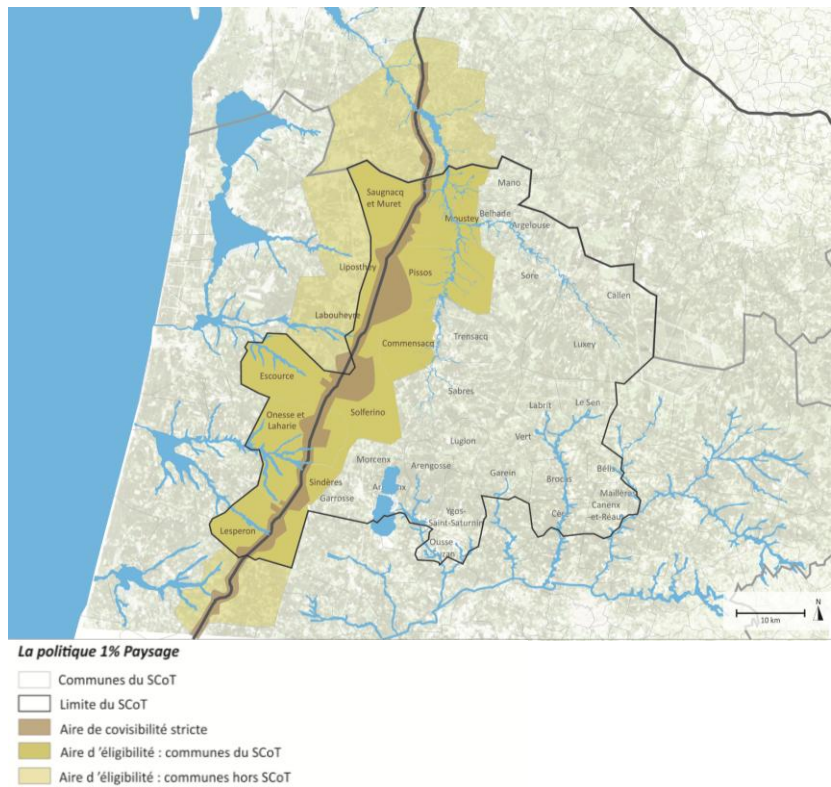 Mano
Saugnacq
et Muret
Moustey
Belhade
Argelouse
Liposthey
Pissos
Sore
Callen
Labouheyre
Commensacq
Trensacq
Luxey
Escource
Sabres
Onesse et
Laharie
Solferino
Labrit
Le Sen
Luglon
Vert
Morcenx
Arengosse
Sindères
Garein
Garrosse
Brocas
Maillères
Canenx
-et-Réaut
Lesperon
Ygos-
Saint-Saturnin
Ousse
N
10 km
La politique 1% Paysage
Communes du SCoT
Limite du SCoT
Aire de covisibilité stricte
Aire d 'éligibilité : communes du SCoT
Aire d 'éligibilité : communes hors SCoT